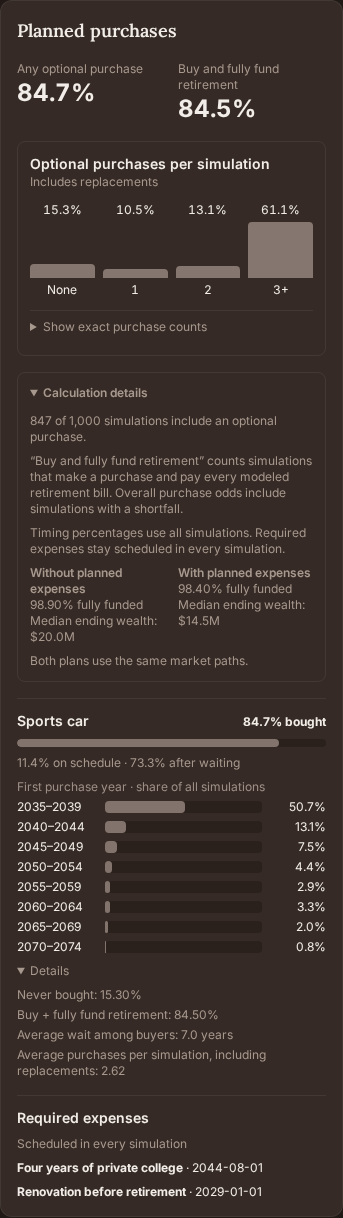 Planned purchases
Any optional purchase
84.7%
Buy and fully fund
retirement
84.5%
Optional purchases per simulation
Includes replacements
15.3% 10.5% 13.1% 61.1%
None 1 2 3+
▶ Show exact purchase counts
▼ Calculation details
847 of 1,000 simulations include an optional
purchase.
“Buy and fully fund retirement” counts simulations
that make a purchase and pay every modeled
retirement bill. Overall purchase odds include
simulations with a shortfall.
Timing percentages use all simulations. Required
expenses stay scheduled in every simulation.
Without planned
expenses
98.90% fully funded
Median ending wealth:
$20.0M
With planned expenses
98.40% fully funded
Median ending wealth:
$14.5M
Both plans use the same market paths.
Sports car 84.7% bought
11.4% on schedule · 73.3% after waiting
First purchase year · share of all simulations
2035–2039 50.7%
2040–2044 13.1%
2045–2049 7.5%
2050–2054 4.4%
2055–2059 2.9%
2060–2064 3.3%
2065–2069 2.0%
2070–2074 0.8%
▼ Details
Never bought: 15.30%
Buy + fully fund retirement: 84.50%
Average wait among buyers: 7.0 years
Average purchases per simulation, including
replacements: 2.62
Required expenses
Scheduled in every simulation
Four years of private college · 2044-08-01
Renovation before retirement · 2029-01-01